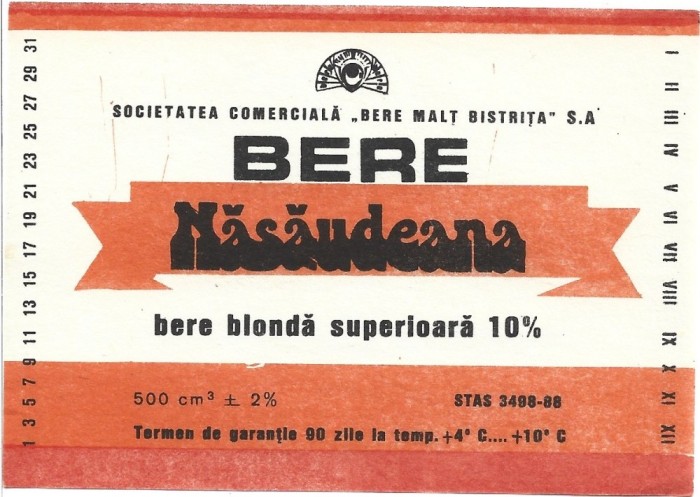 SOCIETATEA COMERCIALĂ „BERE MALȚ BISTRIȚA" S.A
BERE
Năsăudeana
bere blondă superioară 10%
500 cm³ ± 2%
STAS 3498-88
Termen de garanție 90 zile la temp. +4° C.... +10° C
1 3 5 7 9 11 13 15 17 19 21 23 25 27 29 31
I II III IV V VI VII VIII IX X XI XII